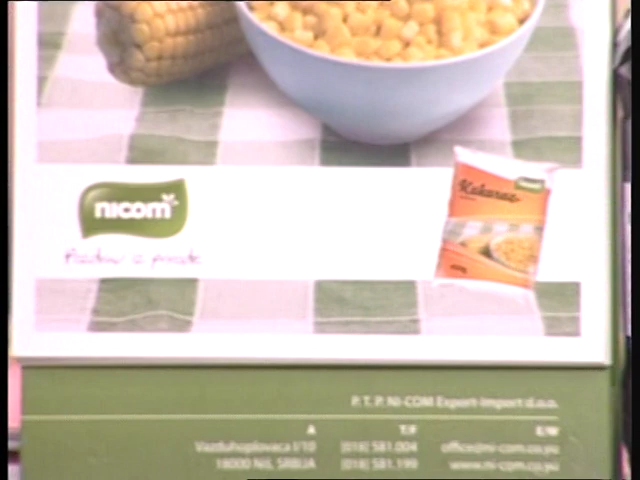 nicom
Kukuruz
P.T.P. NI-COM Export-Import d.o.o.
A T/F E/W
Vazduhoplovaca 1/10 (018) 581.004 office@ni-com.co.yu
18000 Niš, SRBIJA (018) 581.199 www.ni-com.co.yu